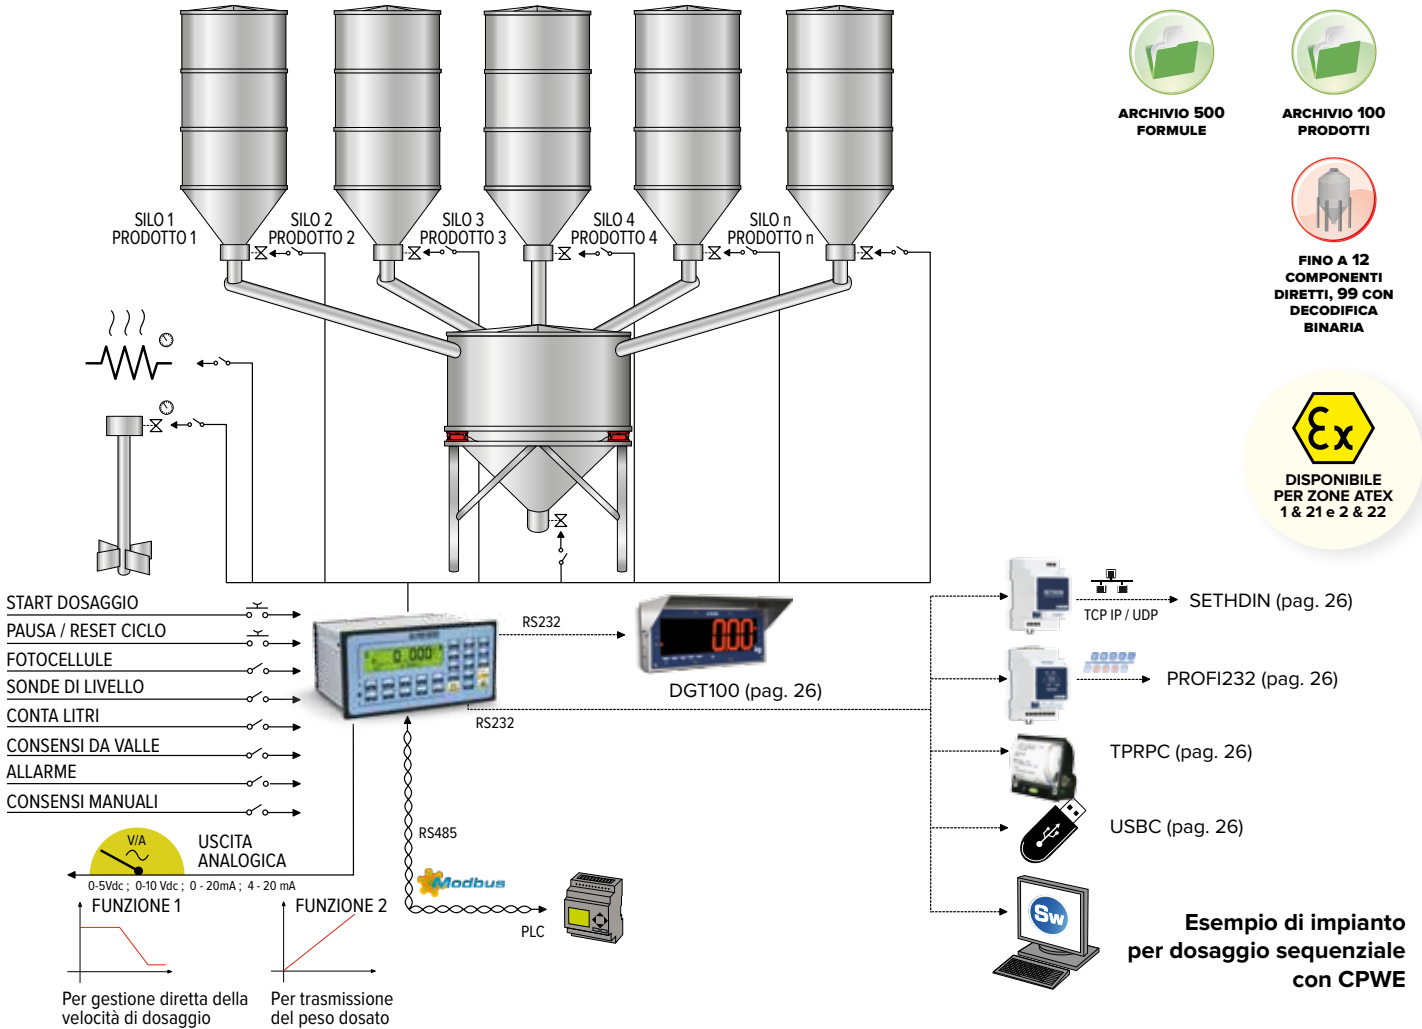 ARCHIVIO 500
FORMULE
ARCHIVIO 100
PRODOTTI
SILO 1
PRODOTTO 1
SILO 2
PRODOTTO 2
SILO 3
PRODOTTO 3
SILO 4
PRODOTTO 4
SILO n
PRODOTTO n
FINO A 12
COMPONENTI
DIRETTI, 99 CON
DECODIFICA
BINARIA
Ex
DISPONIBILE
PER ZONE ATEX
1 & 21 e 2 & 22
START DOSAGGIO
PAUSA / RESET CICLO
FOTOCELLULE
SONDE DI LIVELLO
CONTA LITRI
CONSENSI DA VALLE
ALLARME
CONSENSI MANUALI
0.000
RS232
0.00
DGT100 (pag. 26)
RS232
TCP IP / UDP
SETHDIN (pag. 26)
PROFI232 (pag. 26)
TPRPC (pag. 26)
USBC (pag. 26)
Sw
RS485
Modbus
PLC
V/A
USCITA
ANALOGICA
0-5Vdc ; 0-10 Vdc ; 0 - 20mA ; 4 - 20 mA
FUNZIONE 1
Per gestione diretta della
velocità di dosaggio
FUNZIONE 2
Per trasmissione
del peso dosato
Esempio di impianto
per dosaggio sequenziale
con CPWE